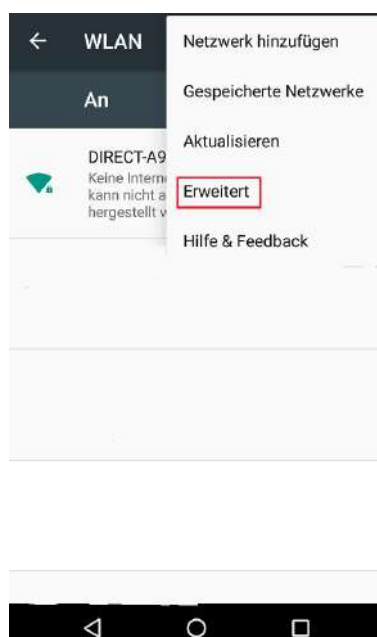 WLAN
An
Netzwerk hinzufügen
Gespeicherte Netzwerke
Aktualisieren
Erweitert
Hilfe & Feedback
DIRECT-A9
Keine Intern
kann nicht a
hergestellt